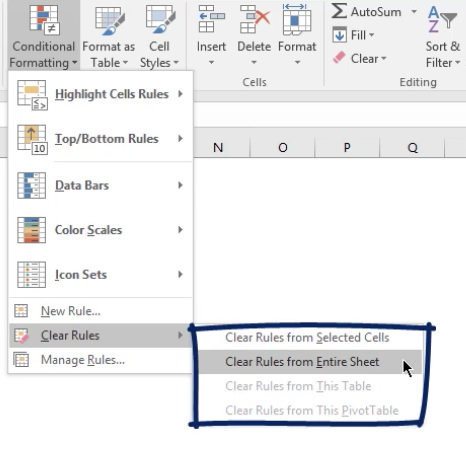 Conditional
Formatting
Format as
Table
Cell
Styles
Insert
Delete
Format
Cells
AutoSum
Fill
Clear
Sort &
Filter
Editing
Highlight Cells Rules
Top/Bottom Rules
10
Data Bars
Color Scales
Icon Sets
New Rule...
Clear Rules
Manage Rules...
N
O
P
Q
Clear Rules from Selected Cells
Clear Rules from Entire Sheet
Clear Rules from This Table
Clear Rules from This PivotTable